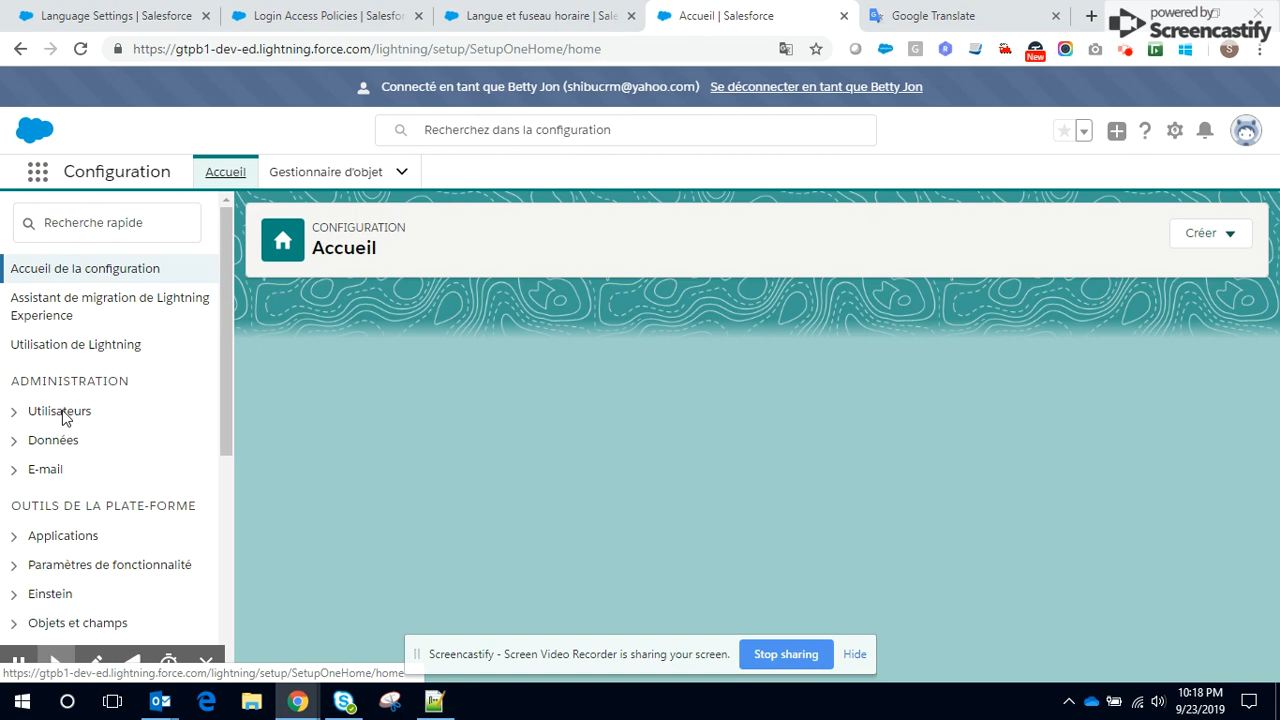 Language Settings | Salesforce
Login Access Policies | Salesfor
Langue et fuseau horaire | Sale
Accueil | Salesforce
Google Translate
powered by
Screencastify
https://gtpb1-dev-ed.lightning.force.com/lightning/setup/SetupOneHome/home
New
Connecté en tant que Betty Jon (shibucrm@yahoo.com) Se déconnecter en tant que Betty Jon
Recherchez dans la configuration
Configuration
Accueil
Gestionnaire d'objet
Recherche rapide
CONFIGURATION
Accueil
Créer
Accueil de la configuration
Assistant de migration de Lightning
Experience
Utilisation de Lightning
ADMINISTRATION
Utilisateurs
Données
E-mail
OUTILS DE LA PLATE-FORME
Applications
Paramètres de fonctionnalité
Einstein
Objets et champs
Screencastify - Screen Video Recorder is sharing your screen.
Stop sharing
Hide
https://gtpb1-dev-ed.lightning.force.com/lightning/setup/SetupOneHome/home
10:18 PM
9/23/2019